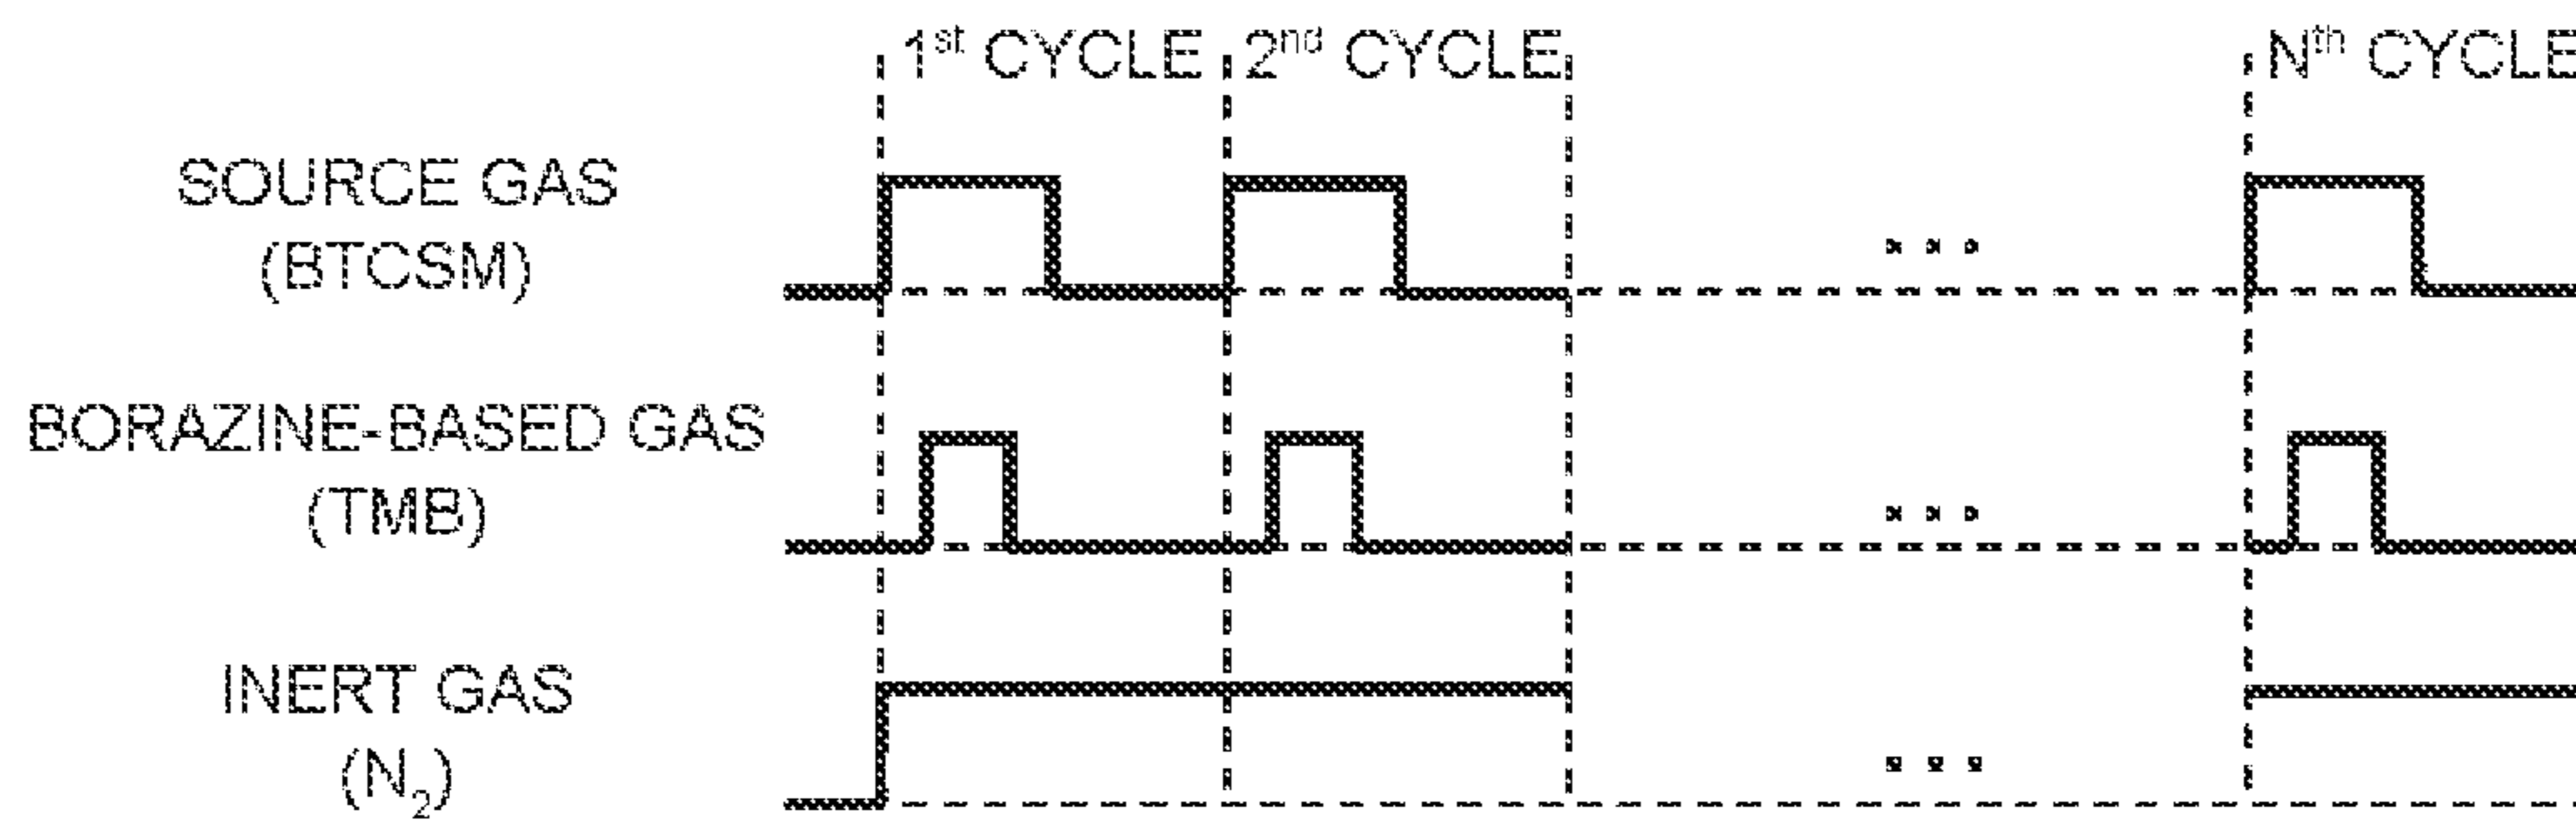 1st CYCLE 2nd CYCLE Nth CYCLE
SOURCE GAS
(BTCSM)
...
BORAZINE-BASED GAS
(TMB)
...
INERT GAS
(N2)
...